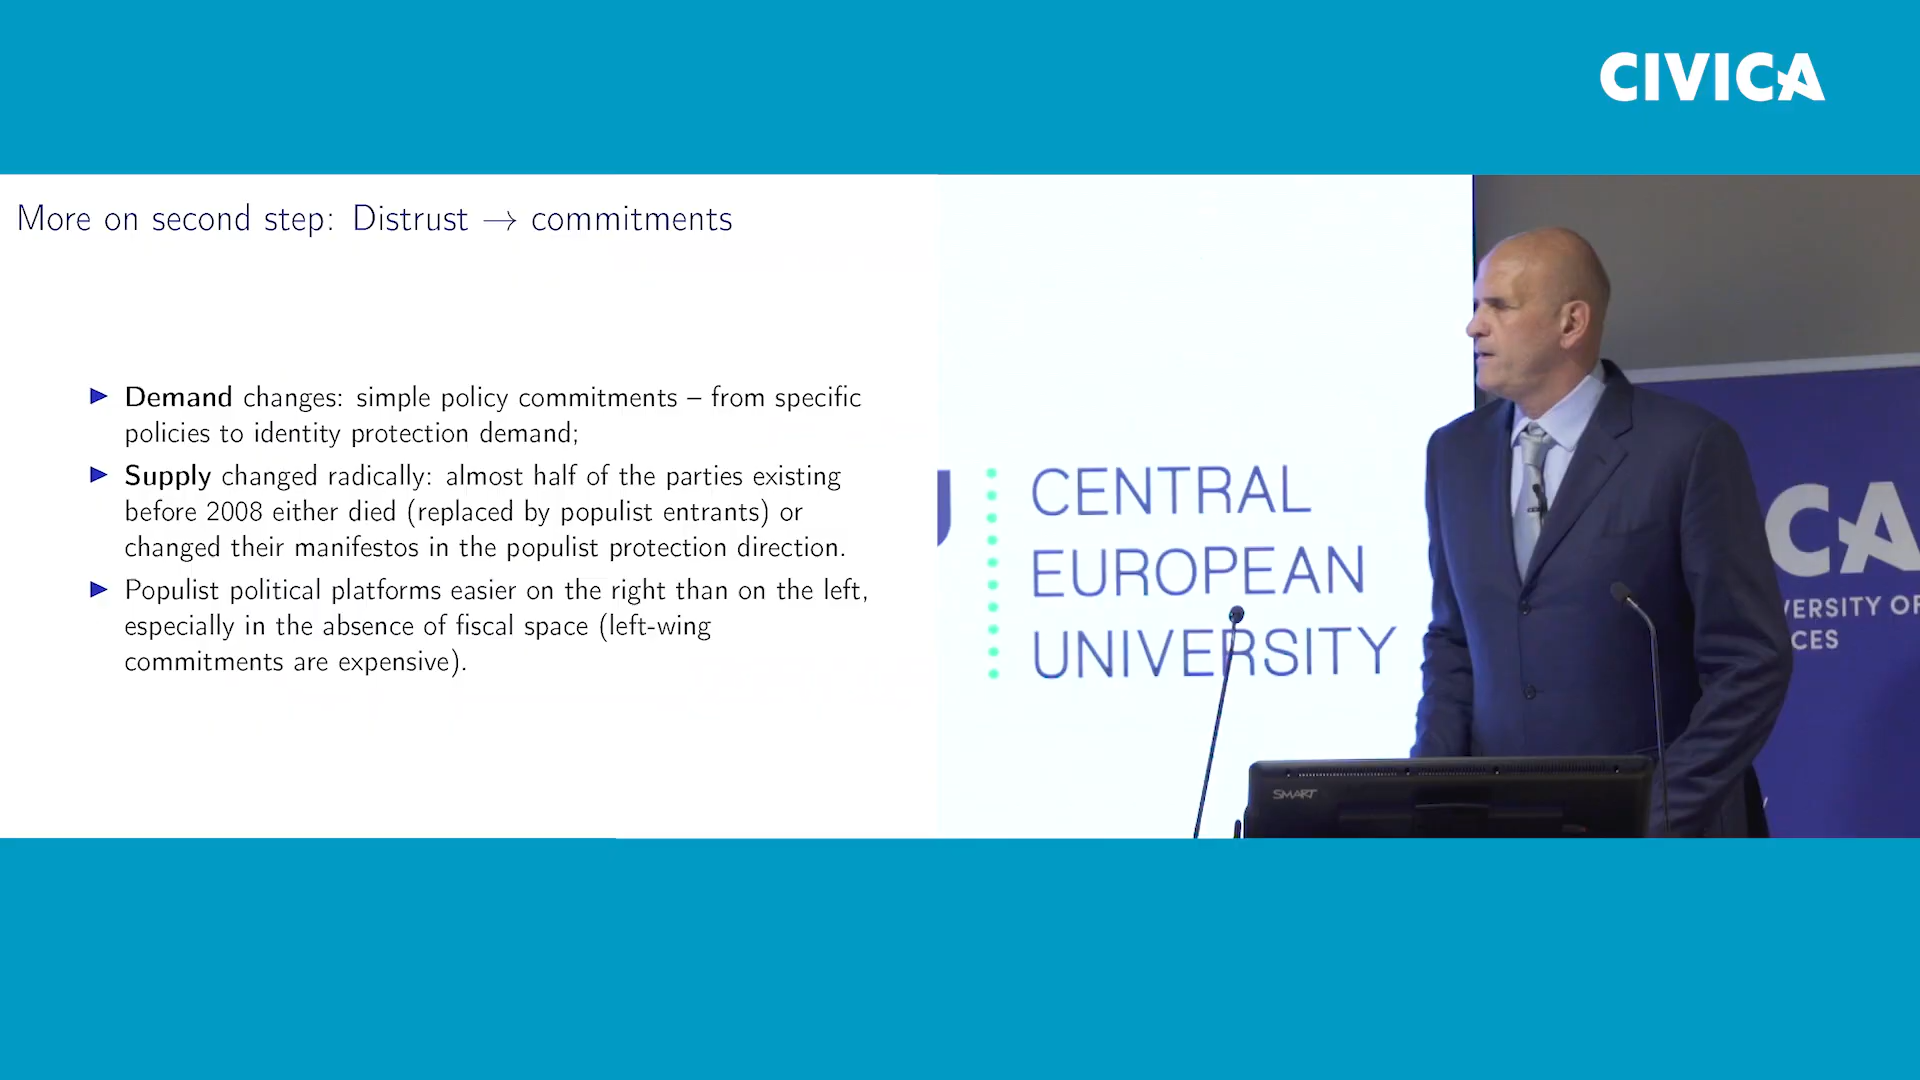 CIVICA
More on second step: Distrust → commitments
▶ Demand changes: simple policy commitments – from specific
policies to identity protection demand;
▶ Supply changed radically: almost half of the parties existing
before 2008 either died (replaced by populist entrants) or
changed their manifestos in the populist protection direction.
▶ Populist political platforms easier on the right than on the left,
especially in the absence of fiscal space (left-wing
commitments are expensive).
CENTRAL
EUROPEAN
UNIVERSITY
CA
VERSITY OF
CES
SMART